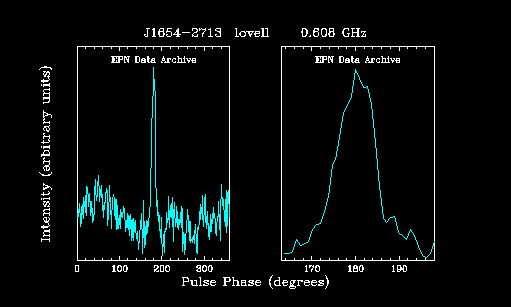 J1654-2713 lovell 0.608 GHz
EPN Data Archive EPN Data Archive
Intensity (arbitrary units)
0 100 200 300 170 180 190
Pulse Phase (degrees)